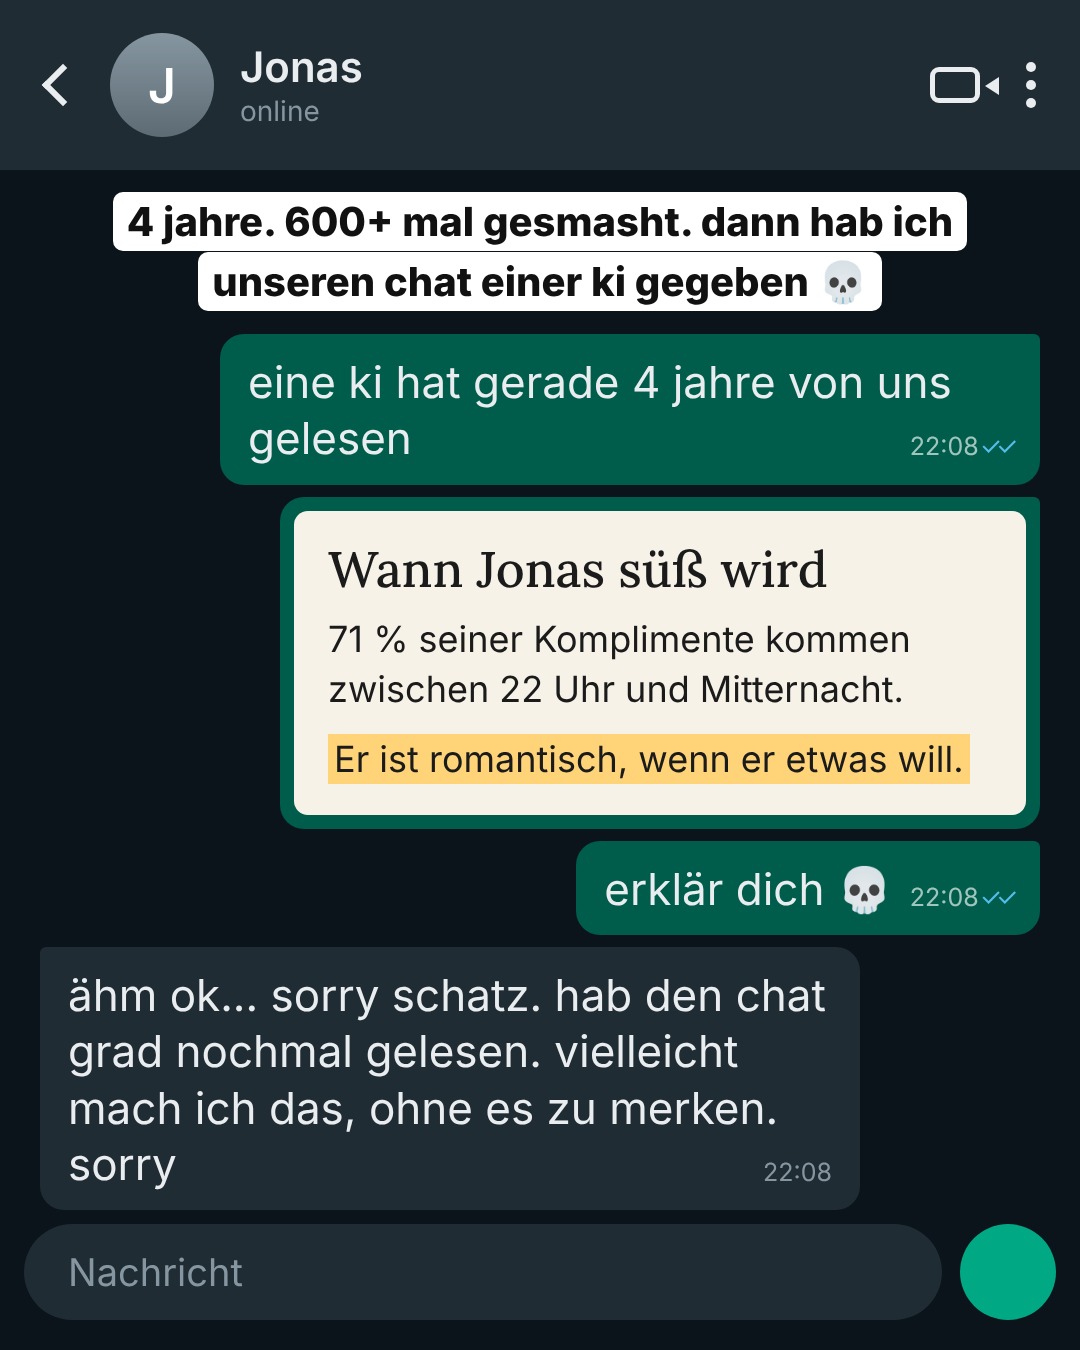 J
Jonas
online
4 jahre. 600+ mal gesmasht. dann hab ich
unseren chat einer ki gegeben 💀
eine ki hat gerade 4 jahre von uns
gelesen
22:08
Wann Jonas süß wird
71 % seiner Komplimente kommen
zwischen 22 Uhr und Mitternacht.
Er ist romantisch, wenn er etwas will.
erklär dich 💀 22:08
ähm ok... sorry schatz. hab den chat
grad nochmal gelesen. vielleicht
mach ich das, ohne es zu merken.
sorry
22:08
Nachricht